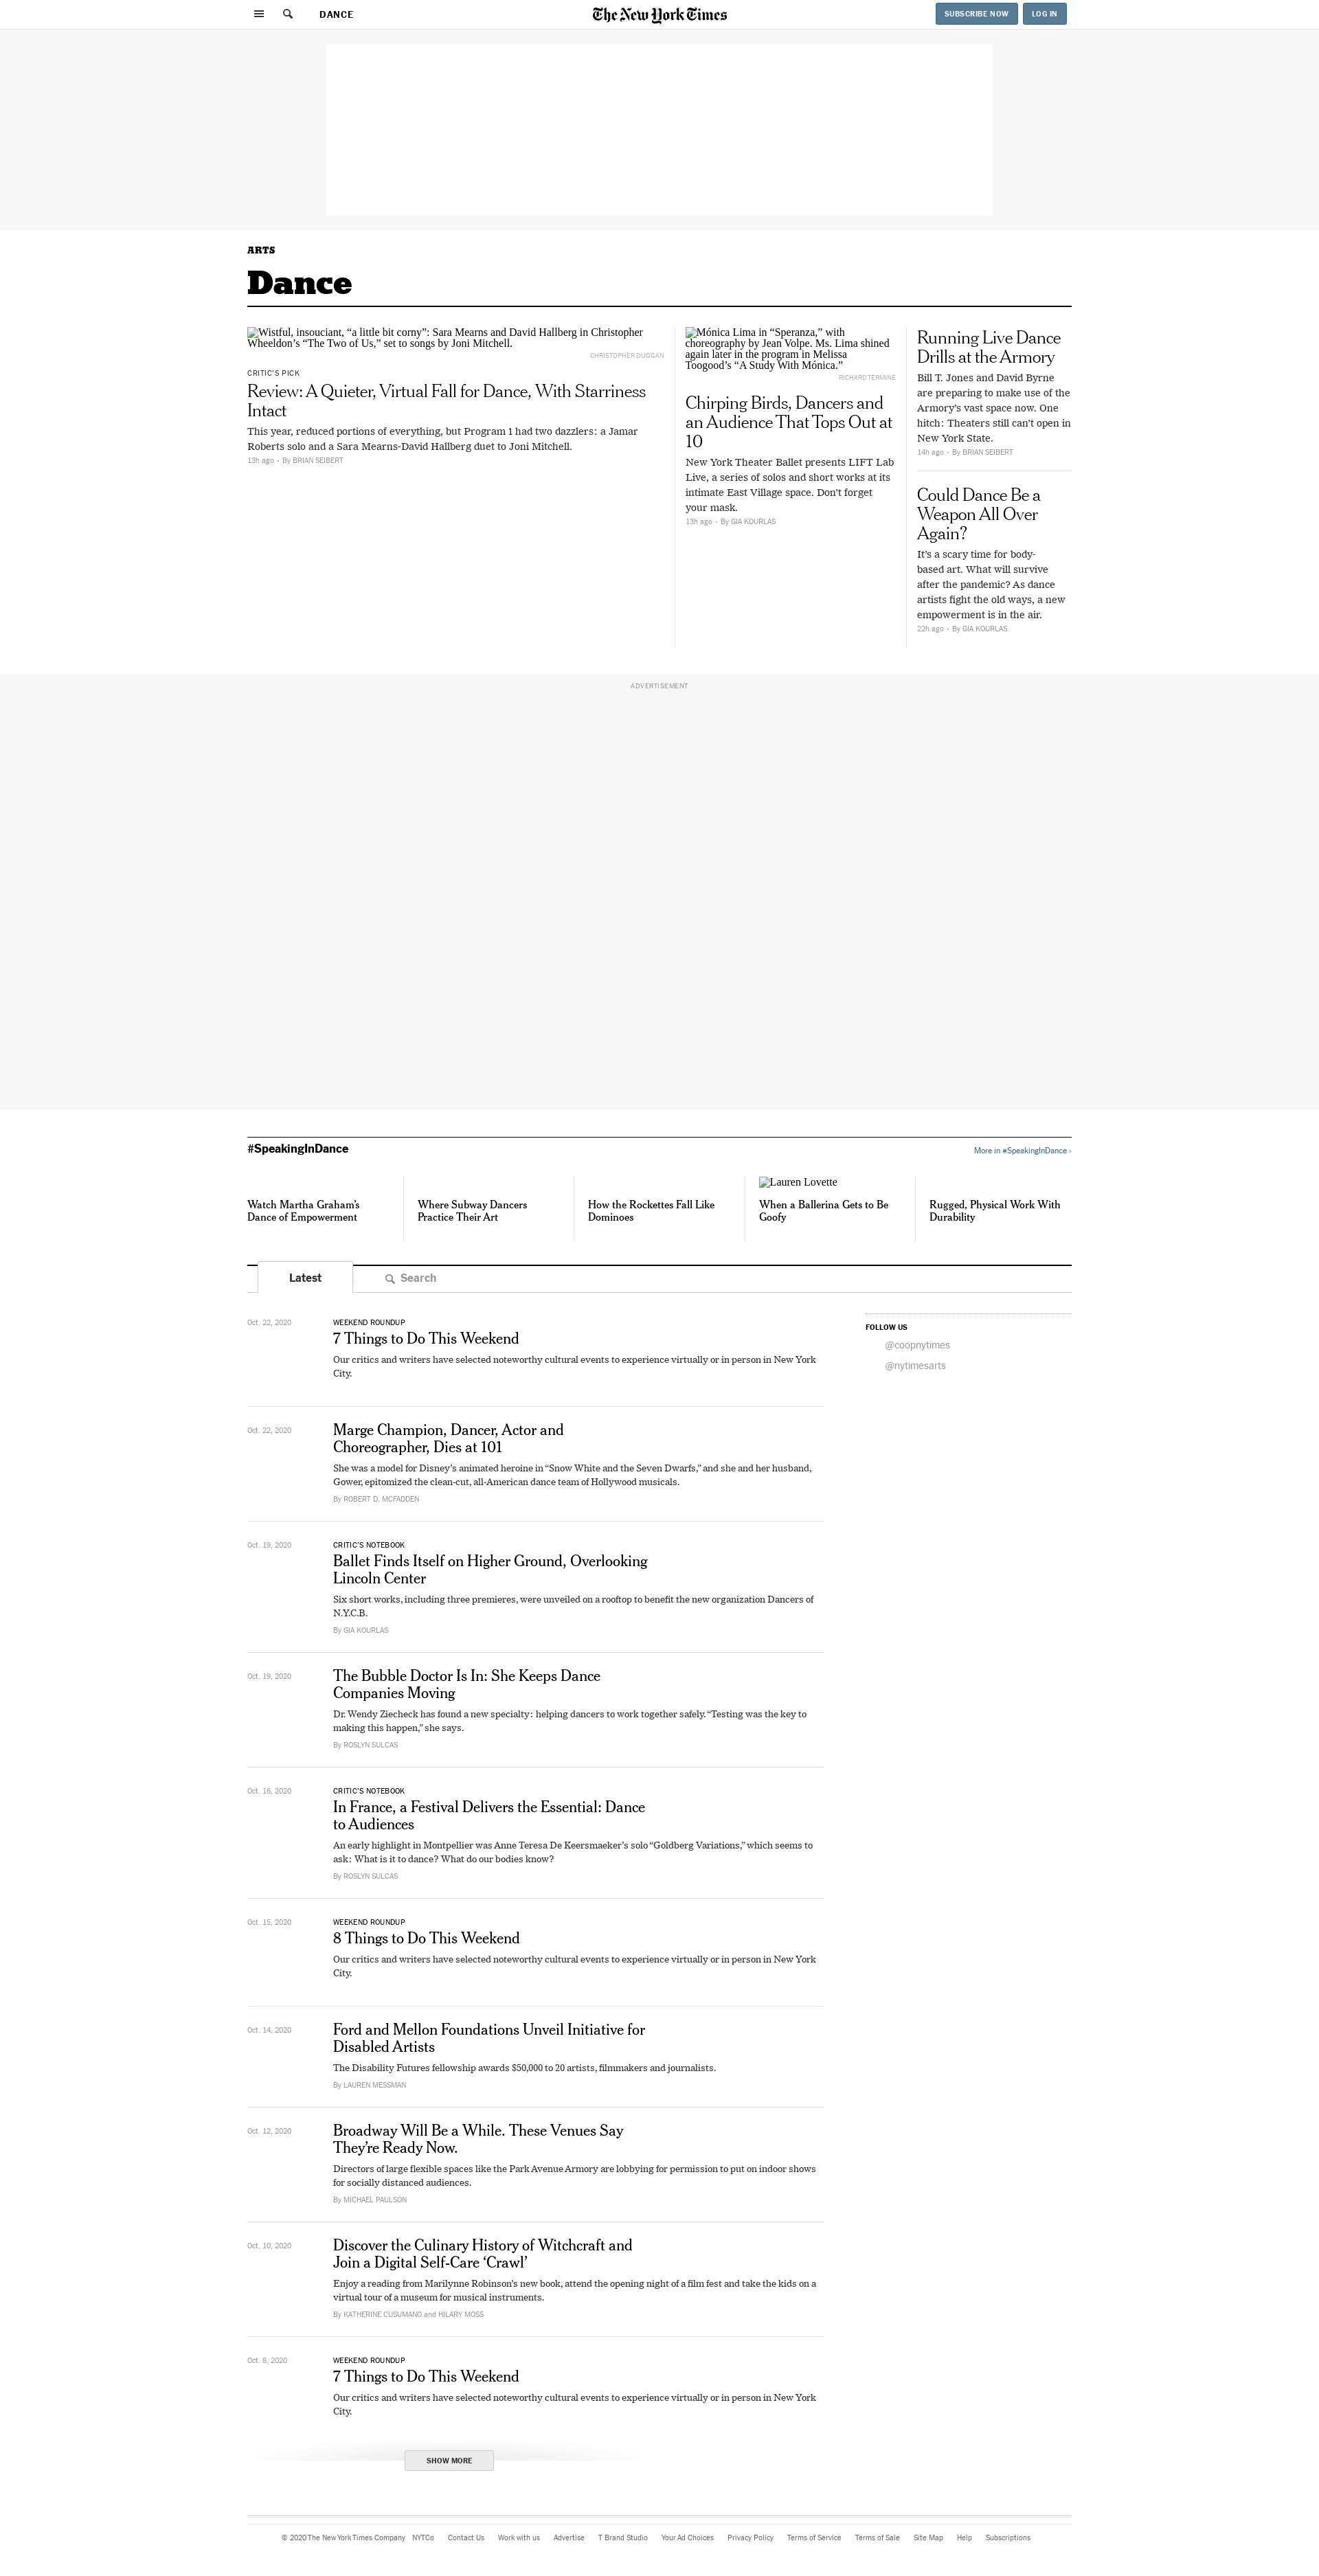 DANCE
The New York Times
SUBSCRIBE NOW
LOG IN
ARTS
Dance
Wistful, insouciant, “a little bit corny”: Sara Mearns and David Hallberg in Christopher
Wheeldon’s “The Two of Us,” set to songs by Joni Mitchell.
CHRISTOPHER DUGGAN
CRITIC’S PICK
Review: A Quieter, Virtual Fall for Dance, With Starriness
Intact
This year, reduced portions of everything, but Program 1 had two dazzlers: a Jamar
Roberts solo and a Sara Mearns-David Hallberg duet to Joni Mitchell.
13h ago • By BRIAN SEIBERT
Mónica Lima in “Speranza,” with
choreography by Jean Volpe. Ms. Lima shined
again later in the program in Melissa
Toogood’s “A Study With Mónica.”
RICHARD TERMINE
Chirping Birds, Dancers and
an Audience That Tops Out at
10
New York Theater Ballet presents LIFT Lab
Live, a series of solos and short works at its
intimate East Village space. Don’t forget
your mask.
13h ago • By GIA KOURLAS
Running Live Dance
Drills at the Armory
Bill T. Jones and David Byrne
are preparing to make use of the
Armory’s vast space now. One
hitch: Theaters still can’t open in
New York State.
14h ago • By BRIAN SEIBERT
Could Dance Be a
Weapon All Over
Again?
It’s a scary time for body-
based art. What will survive
after the pandemic? As dance
artists fight the old ways, a new
empowerment is in the air.
22h ago • By GIA KOURLAS
ADVERTISEMENT
#SpeakingInDance
More in #SpeakingInDance ›
Watch Martha Graham’s
Dance of Empowerment
Where Subway Dancers
Practice Their Art
How the Rockettes Fall Like
Dominoes
Lauren Lovette
When a Ballerina Gets to Be
Goofy
Rugged, Physical Work With
Durability
Latest
Search
Oct. 22, 2020
WEEKEND ROUNDUP
7 Things to Do This Weekend
Our critics and writers have selected noteworthy cultural events to experience virtually or in person in New York
City.
FOLLOW US
@coopnytimes
@nytimesarts
Oct. 22, 2020
Marge Champion, Dancer, Actor and
Choreographer, Dies at 101
She was a model for Disney’s animated heroine in “Snow White and the Seven Dwarfs,” and she and her husband,
Gower, epitomized the clean-cut, all-American dance team of Hollywood musicals.
By ROBERT D. MCFADDEN
Oct. 19, 2020
CRITIC’S NOTEBOOK
Ballet Finds Itself on Higher Ground, Overlooking
Lincoln Center
Six short works, including three premieres, were unveiled on a rooftop to benefit the new organization Dancers of
N.Y.C.B.
By GIA KOURLAS
Oct. 19, 2020
The Bubble Doctor Is In: She Keeps Dance
Companies Moving
Dr. Wendy Ziecheck has found a new specialty: helping dancers to work together safely. “Testing was the key to
making this happen,” she says.
By ROSLYN SULCAS
Oct. 16, 2020
CRITIC’S NOTEBOOK
In France, a Festival Delivers the Essential: Dance
to Audiences
An early highlight in Montpellier was Anne Teresa De Keersmaeker’s solo “Goldberg Variations,” which seems to
ask: What is it to dance? What do our bodies know?
By ROSLYN SULCAS
Oct. 15, 2020
WEEKEND ROUNDUP
8 Things to Do This Weekend
Our critics and writers have selected noteworthy cultural events to experience virtually or in person in New York
City.
Oct. 14, 2020
Ford and Mellon Foundations Unveil Initiative for
Disabled Artists
The Disability Futures fellowship awards $50,000 to 20 artists, filmmakers and journalists.
By LAUREN MESSMAN
Oct. 12, 2020
Broadway Will Be a While. These Venues Say
They’re Ready Now.
Directors of large flexible spaces like the Park Avenue Armory are lobbying for permission to put on indoor shows
for socially distanced audiences.
By MICHAEL PAULSON
Oct. 10, 2020
Discover the Culinary History of Witchcraft and
Join a Digital Self-Care ‘Crawl’
Enjoy a reading from Marilynne Robinson’s new book, attend the opening night of a film fest and take the kids on a
virtual tour of a museum for musical instruments.
By KATHERINE CUSUMANO and HILARY MOSS
Oct. 8, 2020
WEEKEND ROUNDUP
7 Things to Do This Weekend
Our critics and writers have selected noteworthy cultural events to experience virtually or in person in New York
City.
SHOW MORE
© 2020 The New York Times Company NYTCo Contact Us Work with us Advertise T Brand Studio Your Ad Choices Privacy Policy Terms of Service Terms of Sale Site Map Help Subscriptions